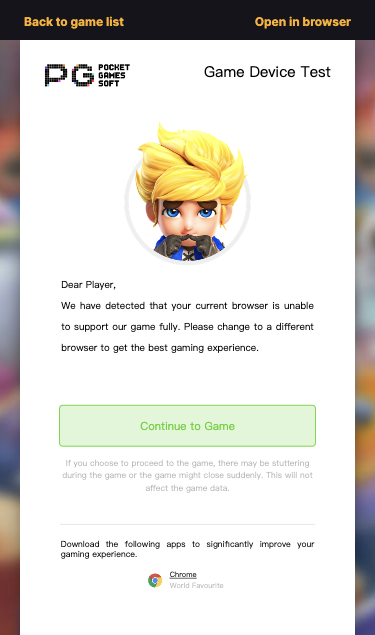 Back to game list
Open in browser
PG POCKET
GAMES
SOFT
Game Device Test
Dear Player,
We have detected that your current browser is unable
to support our game fully. Please change to a different
browser to get the best gaming experience.
Continue to Game
If you choose to proceed to the game, there may be stuttering
during the game or the game might close suddenly. This will not
affect the game data.
Download the following apps to significantly improve your
gaming experience.
Chrome
World Favourite